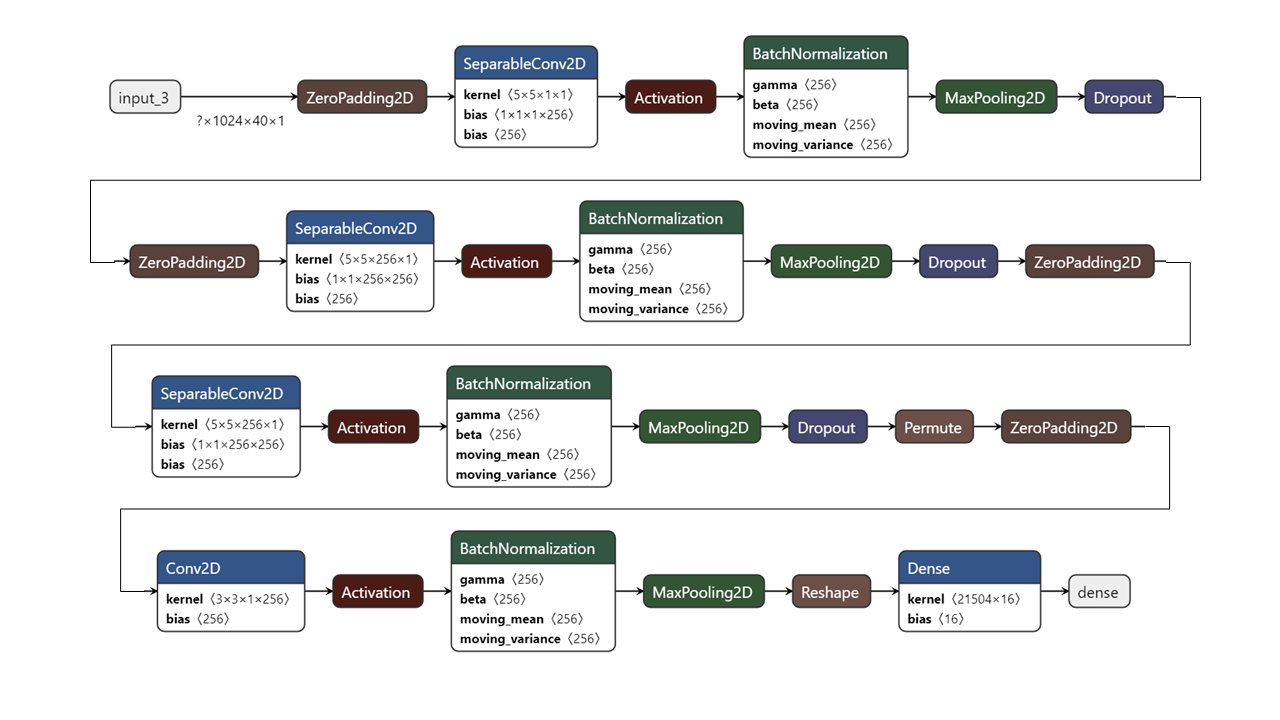 input_3
?×1024×40×1
ZeroPadding2D
SeparableConv2D
kernel 〈5×5×1×1〉
bias 〈1×1×1×256〉
bias 〈256〉
Activation
BatchNormalization
gamma 〈256〉
beta 〈256〉
moving_mean 〈256〉
moving_variance 〈256〉
MaxPooling2D
Dropout
ZeroPadding2D
SeparableConv2D
kernel 〈5×5×256×1〉
bias 〈1×1×256×256〉
bias 〈256〉
Activation
BatchNormalization
gamma 〈256〉
beta 〈256〉
moving_mean 〈256〉
moving_variance 〈256〉
MaxPooling2D
Dropout
ZeroPadding2D
SeparableConv2D
kernel 〈5×5×256×1〉
bias 〈1×1×256×256〉
bias 〈256〉
Activation
BatchNormalization
gamma 〈256〉
beta 〈256〉
moving_mean 〈256〉
moving_variance 〈256〉
MaxPooling2D
Dropout
Permute
ZeroPadding2D
Conv2D
kernel 〈3×3×1×256〉
bias 〈256〉
Activation
BatchNormalization
gamma 〈256〉
beta 〈256〉
moving_mean 〈256〉
moving_variance 〈256〉
MaxPooling2D
Reshape
Dense
kernel 〈21504×16〉
bias 〈16〉
dense